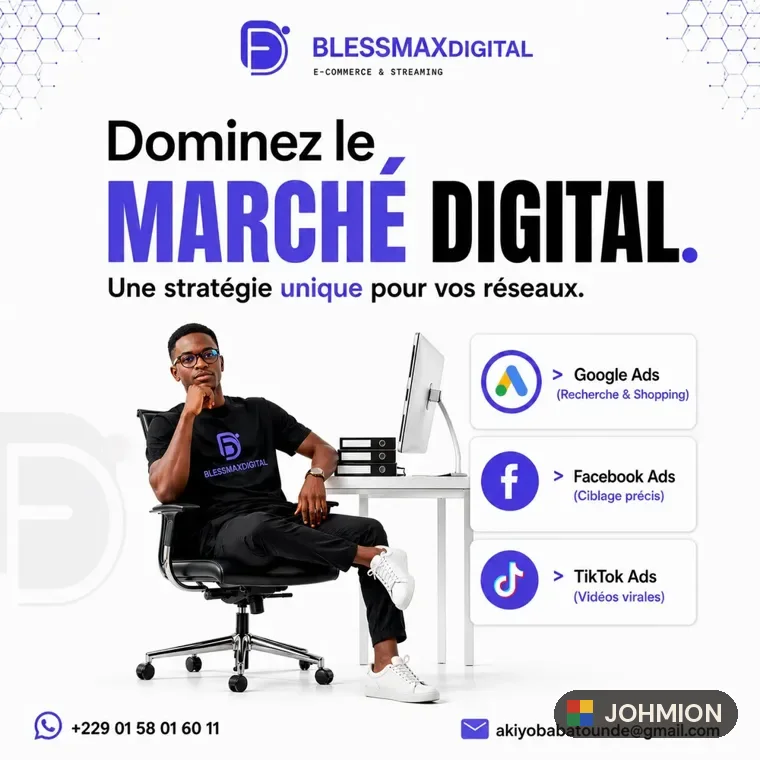 BLESSMAXDIGITAL
E-COMMERCE & STREAMING
Dominez le
MARCHÉ DIGITAL.
Une stratégie unique pour vos réseaux.
BLESSMAXDIGITAL
> Google Ads
(Recherche & Shopping)
> Facebook Ads
(Ciblage précis)
> TikTok Ads
(Vidéos virales)
+229 01 58 01 60 11
akiyobabatounde@gmail.com
JOHMION